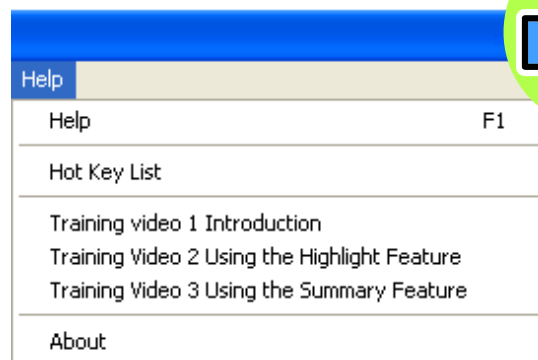 Help
Help F1
Hot Key List
Training video 1 Introduction
Training Video 2 Using the Highlight Feature
Training Video 3 Using the Summary Feature
About